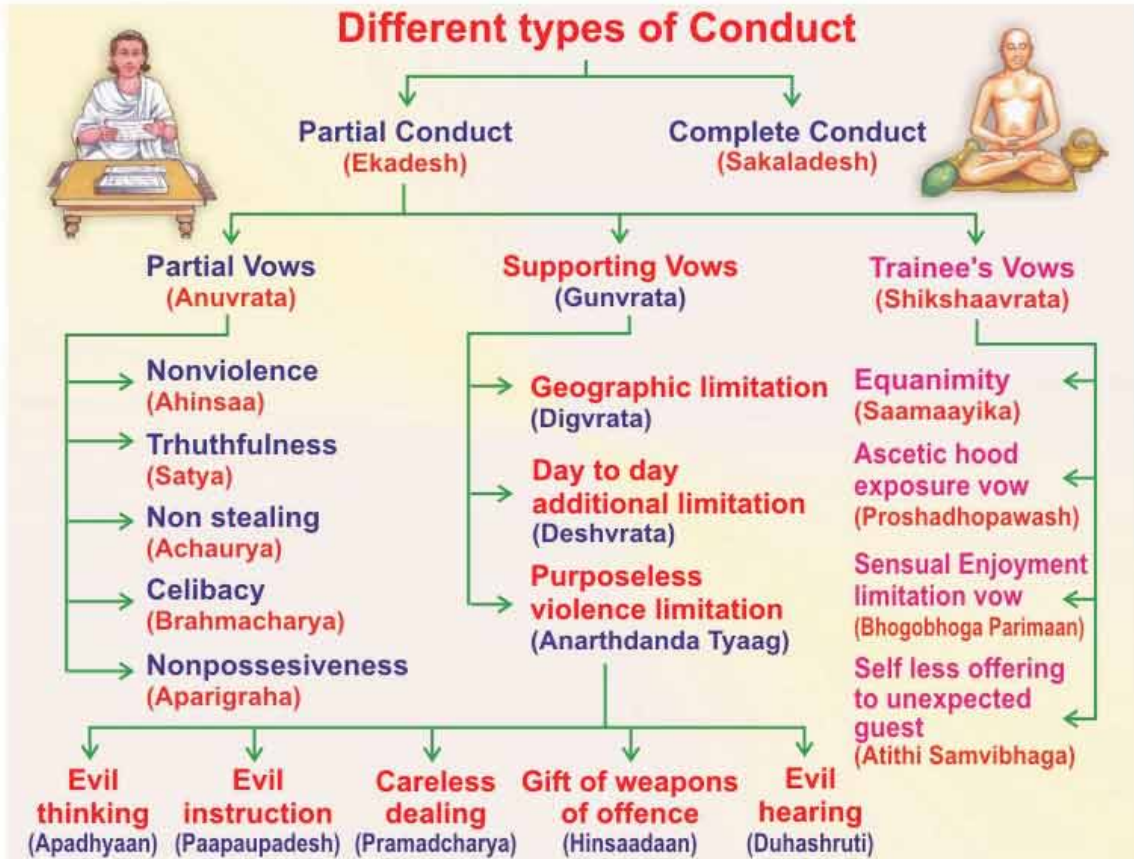 Different types of Conduct
Partial Conduct
(Ekadesh)
Complete Conduct
(Sakaladesh)
Partial Vows
(Anuvrata)
Supporting Vows
(Gunvrata)
Trainee's Vows
(Shikshaavrata)
Nonviolence
(Ahinsaa)
Trhuthfulness
(Satya)
Non stealing
(Achaurya)
Celibacy
(Brahmacharya)
Nonpossesiveness
(Aparigraha)
Geographic limitation
(Digvrata)
Day to day
additional limitation
(Deshvrata)
Purposeless
violence limitation
(Anarthdanda Tyaag)
Equanimity
(Saamaayika)
Ascetic hood
exposure vow
(Proshadhopawash)
Sensual Enjoyment
limitation vow
(Bhogobhoga Parimaan)
Self less offering
to unexpected
guest
(Atithi Samvibhaga)
Evil
thinking
(Apadhyaan)
Evil
instruction
(Paapaupadesh)
Careless
dealing
(Pramadcharya)
Gift of weapons
of offence
(Hinsaadaan)
Evil
hearing
(Duhashruti)